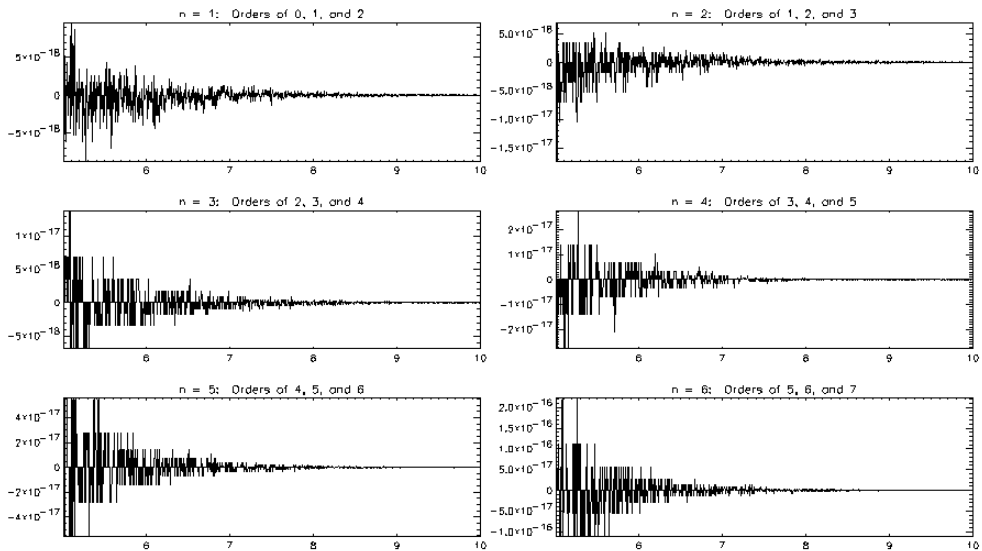 n = 1: Orders of 0, 1, and 2
5×10⁻¹⁸
0
−5×10⁻¹⁸
6 7 8 9 10
n = 2: Orders of 1, 2, and 3
5.0×10⁻¹⁸
0
−5.0×10⁻¹⁸
−1.0×10⁻¹⁷
−1.5×10⁻¹⁷
6 7 8 9 10
n = 3: Orders of 2, 3, and 4
1×10⁻¹⁷
5×10⁻¹⁸
0
−5×10⁻¹⁸
6 7 8 9 10
n = 4: Orders of 3, 4, and 5
2×10⁻¹⁷
1×10⁻¹⁷
0
−1×10⁻¹⁷
−2×10⁻¹⁷
6 7 8 9 10
n = 5: Orders of 4, 5, and 6
4×10⁻¹⁷
2×10⁻¹⁷
0
−2×10⁻¹⁷
−4×10⁻¹⁷
6 7 8 9 10
n = 6: Orders of 5, 6, and 7
2.0×10⁻¹⁶
1.5×10⁻¹⁶
1.0×10⁻¹⁶
5.0×10⁻¹⁷
0
−5.0×10⁻¹⁷
−1.0×10⁻¹⁶
6 7 8 9 10